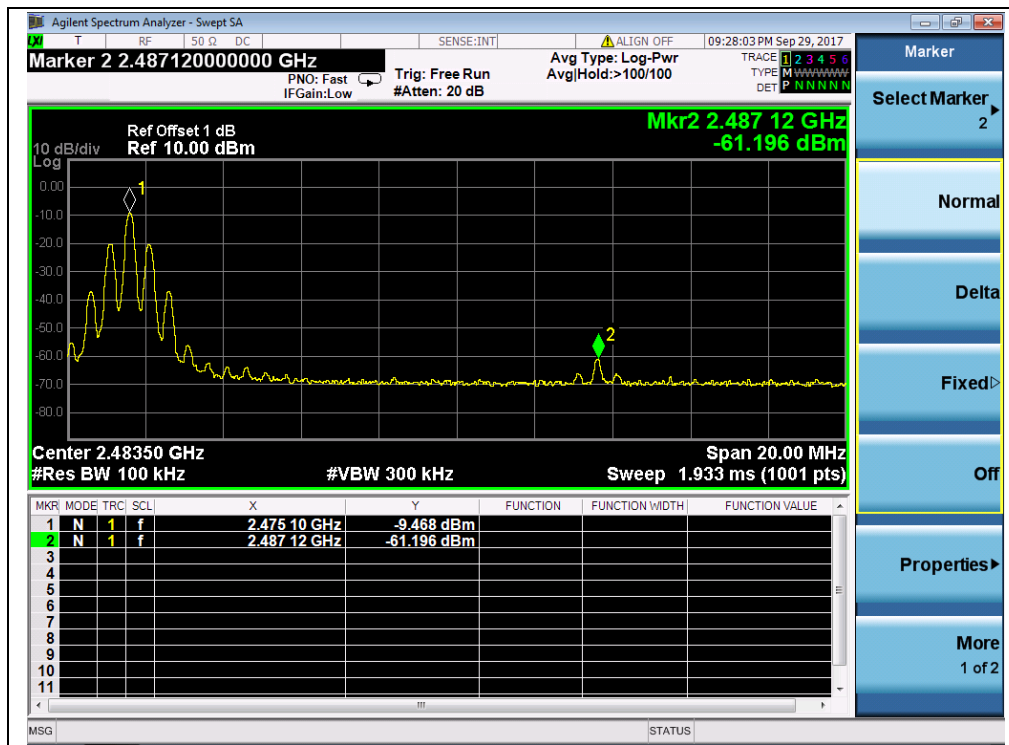 Agilent Spectrum Analyzer - Swept SA
LXI T RF 50 Ω DC SENSE:INT ALIGN OFF 09:28:03 PM Sep 29, 2017
Marker 2 2.487120000000 GHz
PNO: Fast
IFGain:Low
Trig: Free Run
#Atten: 20 dB
Avg Type: Log-Pwr
Avg|Hold:>100/100
TRACE 1 2 3 4 5 6
TYPE M WWWWW
DET P N N N N N
Mkr2 2.487 12 GHz
-61.196 dBm
Ref Offset 1 dB
Ref 10.00 dBm
10 dB/div
Log
0.00
-10.0
-20.0
-30.0
-40.0
-50.0
-60.0
-70.0
-80.0
1
2
Center 2.48350 GHz Span 20.00 MHz
#Res BW 100 kHz #VBW 300 kHz Sweep 1.933 ms (1001 pts)
MKR MODE TRC SCL X Y FUNCTION FUNCTION WIDTH FUNCTION VALUE
1 N 1 f 2.475 10 GHz -9.468 dBm
2 N 1 f 2.487 12 GHz -61.196 dBm
3
4
5
6
7
8
9
10
11
MSG STATUS
Marker
Select Marker
2
Normal
Delta
Fixed
Off
Properties
More
1 of 2